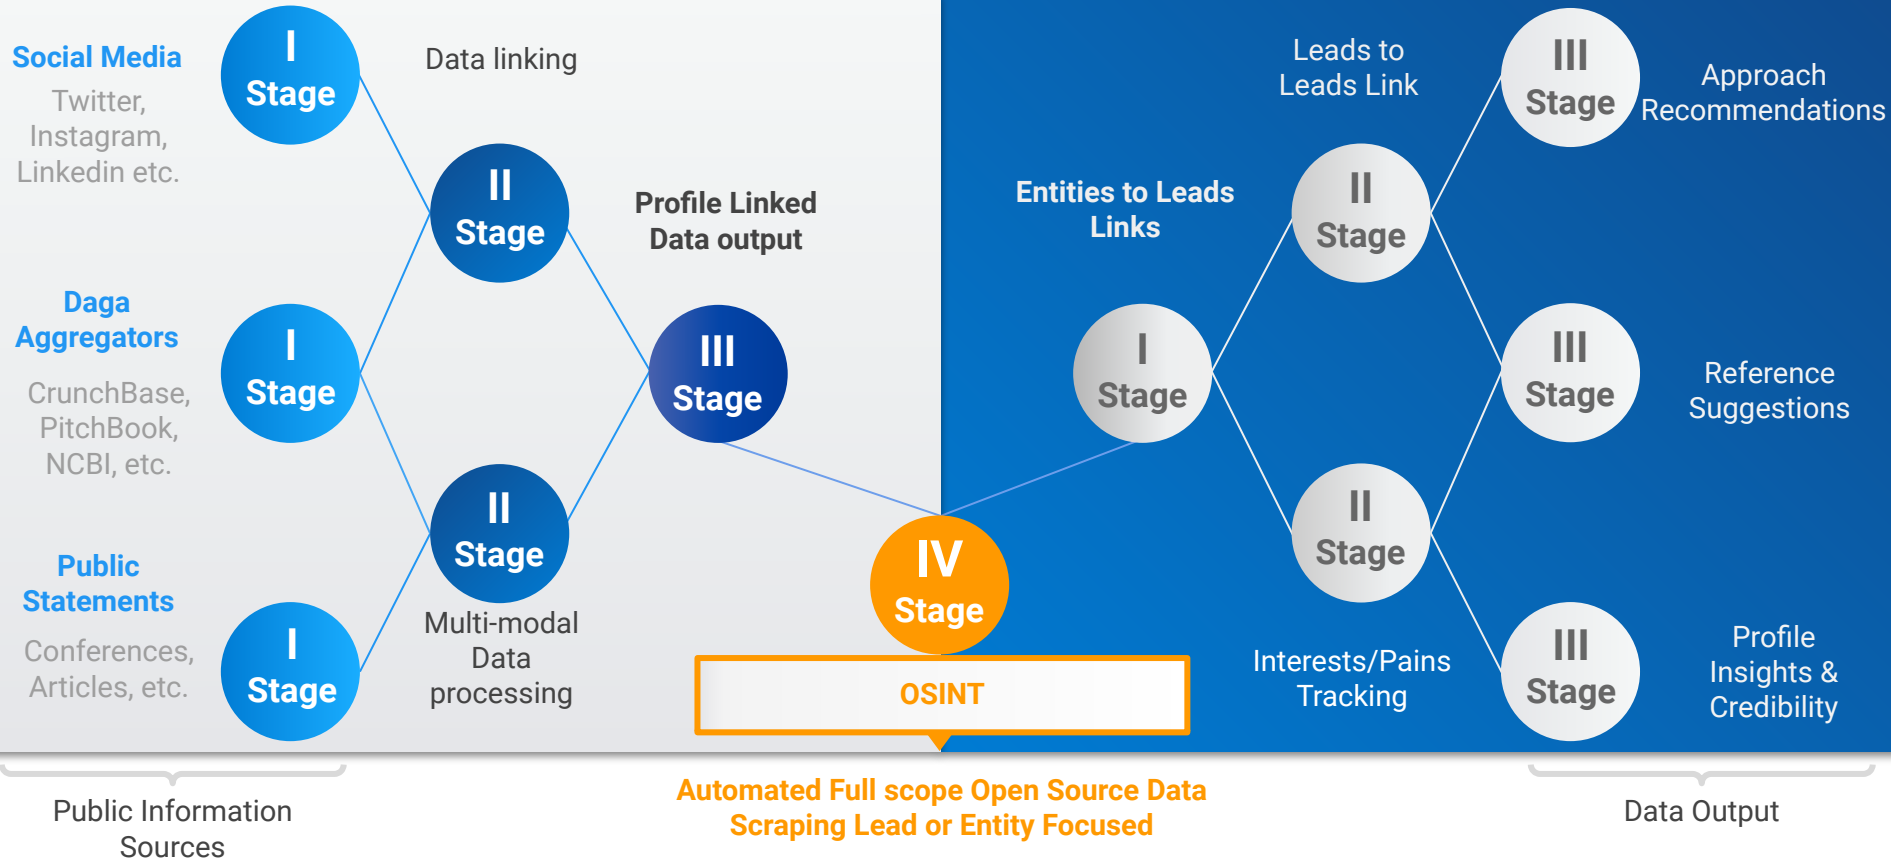 Social Media
Twitter,
Instagram,
Linkedin etc.
I
Stage
Data linking
II
Stage
Profile Linked
Data output
Daga
Aggregators
CrunchBase,
PitchBook,
NCBI, etc.
I
Stage
III
Stage
Public
Statements
Conferences,
Articles, etc.
I
Stage
II
Stage
Multi-modal
Data
processing
IV
Stage
OSINT
Entities to Leads
Links
I
Stage
Leads to
Leads Link
II
Stage
II
Stage
Interests/Pains
Tracking
III
Stage
Approach
Recommendations
III
Stage
Reference
Suggestions
III
Stage
Profile
Insights &
Credibility
Public Information
Sources
Automated Full scope Open Source Data
Scraping Lead or Entity Focused
Data Output